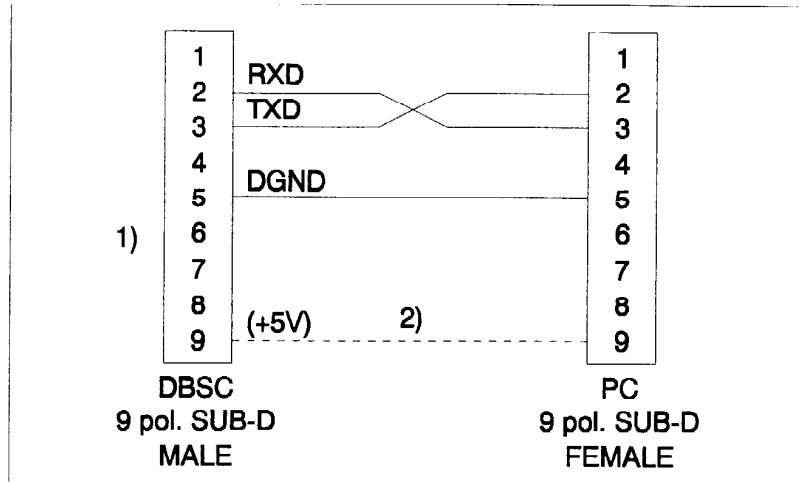 1 1
2 RXD 2
3 TXD 3
4 4
5 DGND 5
1) 6 6
7 7
8 8
9 (+5V) 2) 9
DBSC PC
9 pol. SUB-D 9 pol. SUB-D
MALE FEMALE